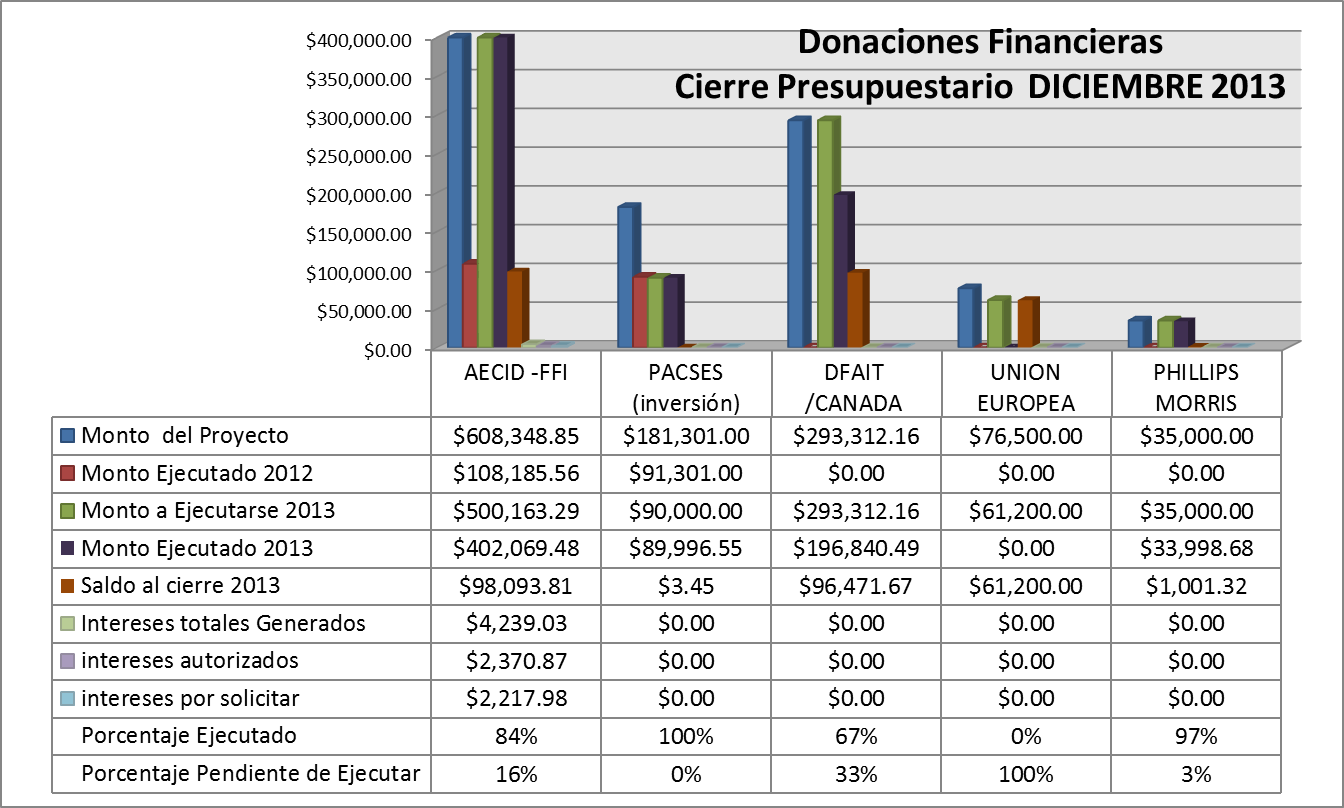 Donaciones Financieras
Cierre Presupuestario DICIEMBRE 2013
$400,000.00
$350,000.00
$300,000.00
$250,000.00
$200,000.00
$150,000.00
$100,000.00
$50,000.00
$0.00
AECID -FFI PACSES (inversión) DFAIT /CANADA UNION EUROPEA PHILLIPS MORRIS
Monto del Proyecto $608,348.85 $181,301.00 $293,312.16 $76,500.00 $35,000.00
Monto Ejecutado 2012 $108,185.56 $91,301.00 $0.00 $0.00 $0.00
Monto a Ejecutarse 2013 $500,163.29 $90,000.00 $293,312.16 $61,200.00 $35,000.00
Monto Ejecutado 2013 $402,069.48 $89,996.55 $196,840.49 $0.00 $33,998.68
Saldo al cierre 2013 $98,093.81 $3.45 $96,471.67 $61,200.00 $1,001.32
Intereses totales Generados $4,239.03 $0.00 $0.00 $0.00 $0.00
intereses autorizados $2,370.87 $0.00 $0.00 $0.00 $0.00
intereses por solicitar $2,217.98 $0.00 $0.00 $0.00 $0.00
Porcentaje Ejecutado 84% 100% 67% 0% 97%
Porcentaje Pendiente de Ejecutar 16% 0% 33% 100% 3%